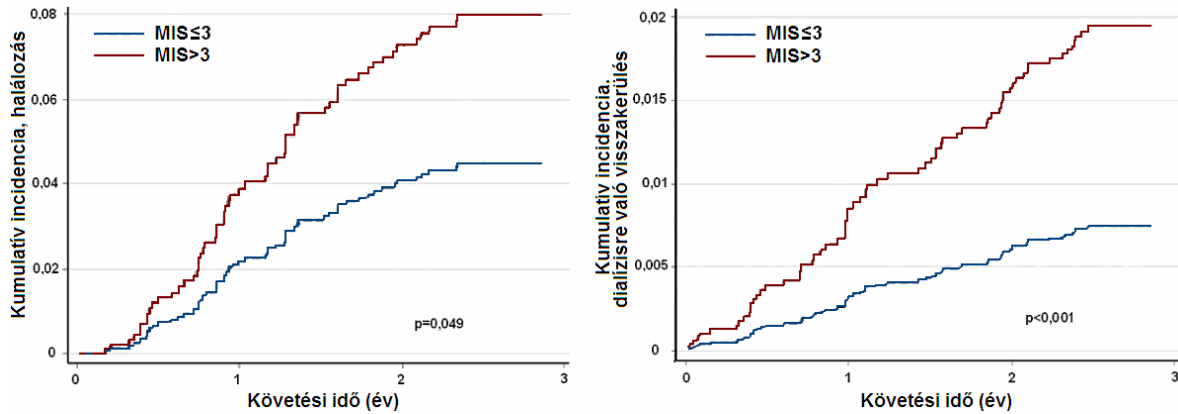 Kumulatív incidencia, halálozás
0,08
0,06
0,04
0,02
0
MIS≤3
MIS>3
p=0,049
0 1 2 3
Követési idő (év)
Kumulatív incidencia,
dialízisre való visszakerülés
0,02
0,015
0,01
0,005
0
MIS≤3
MIS>3
p<0,001
0 1 2 3
Követési idő (év)